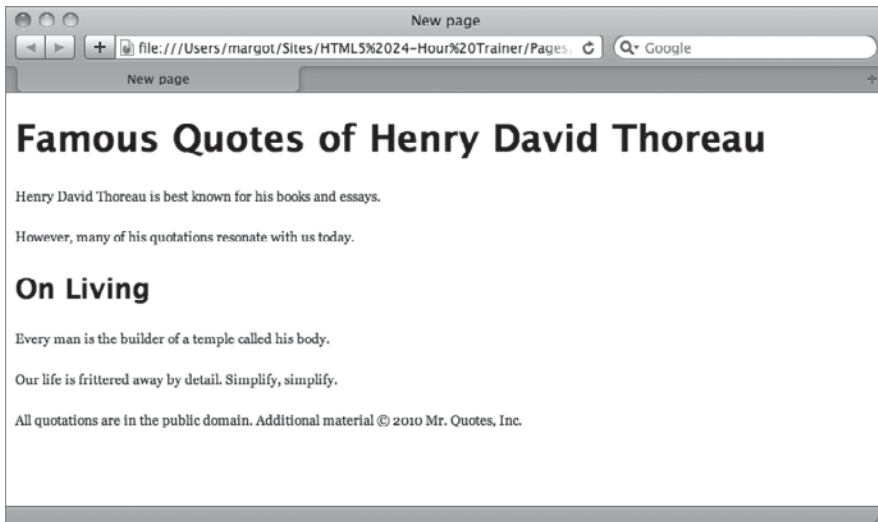 New page
file:///Users/margot/Sites/HTML5%2024-Hour%20Trainer/Pages/
Google
New page
Famous Quotes of Henry David Thoreau
Henry David Thoreau is best known for his books and essays.
However, many of his quotations resonate with us today.
On Living
Every man is the builder of a temple called his body.
Our life is frittered away by detail. Simplify, simplify.
All quotations are in the public domain. Additional material © 2010 Mr. Quotes, Inc.